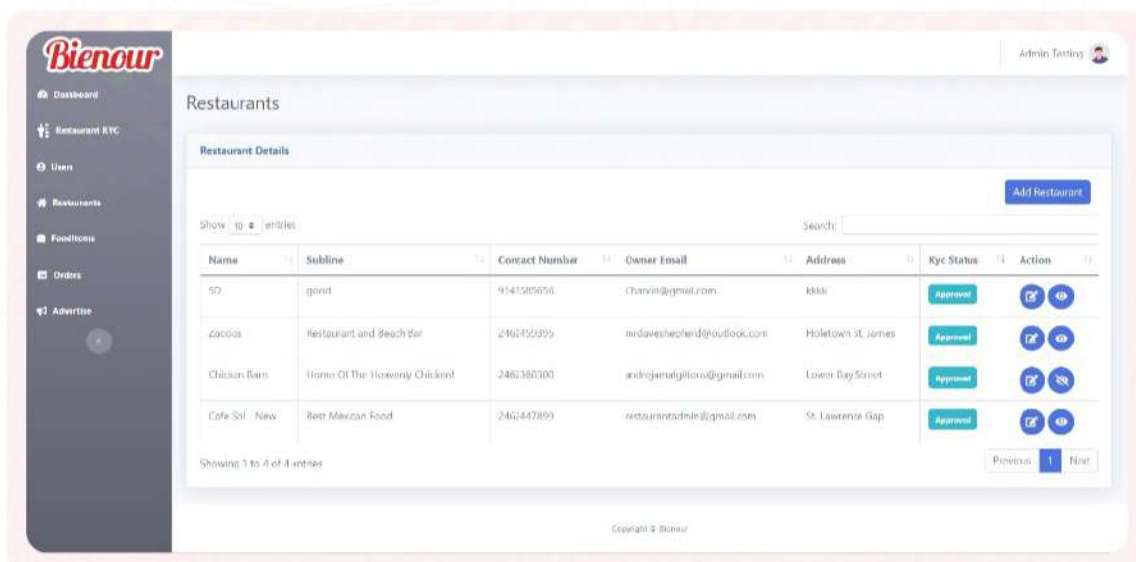 Bienour
Admin Testing
Dashboard
Restaurant KYC
Users
Restaurants
FoodItems
Orders
Advertise
Restaurants
Restaurant Details
Add Restaurant
Show 10 entries
Search:
Name Subline Contact Number Owner Email Address Kyc Status Action
SD good kkkk Approved
Zacoos Restaurant and Beach Bar mrdaveshepherd@outlook.com Holetown St. James Approved
Chicken Barn Home Of The Heavenly Chicken! Lower Bay Street Approved
Cafe Sol New Best Mexican Food 2462447899 restaurantadmin@gmail.com St. Lawrense Gap Approved
Showing 1 to 4 of 4 entries
Previous 1 Next
Copyright © Bienour